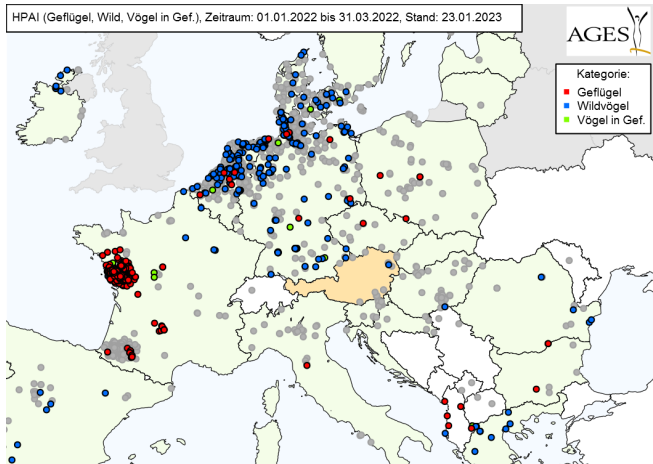 HPAI (Geflügel, Wild, Vögel in Gef.), Zeitraum: 01.01.2022 bis 31.03.2022, Stand: 23.01.2023
AGES
Kategorie:
Geflügel
Wildvögel
Vögel in Gef.